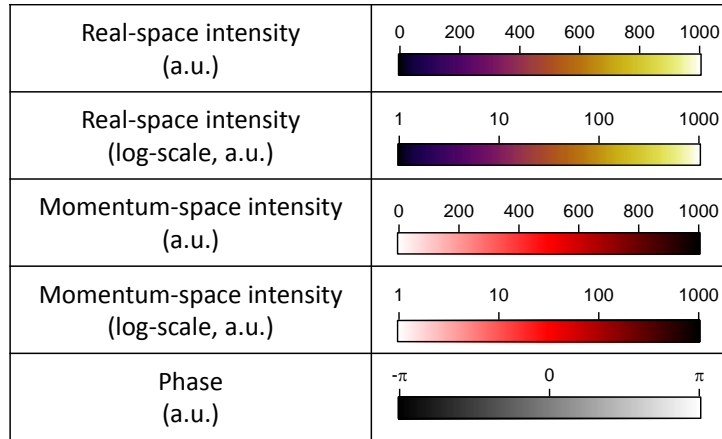 Real-space intensity
(a.u.)
0 200 400 600 800 1000
Real-space intensity
(log-scale, a.u.)
1 10 100 1000
Momentum-space intensity
(a.u.)
0 200 400 600 800 1000
Momentum-space intensity
(log-scale, a.u.)
1 10 100 1000
Phase
(a.u.)
-π 0 π